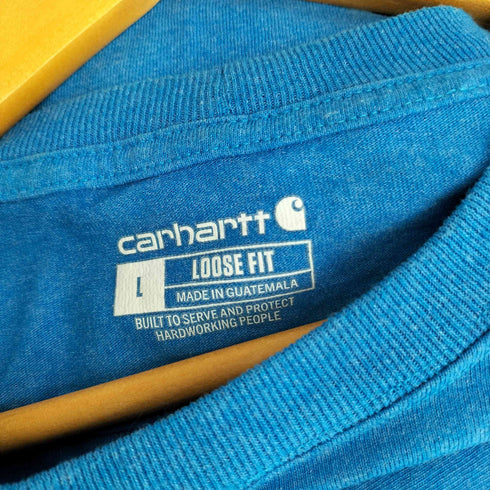 carhartt
L LOOSE FIT
MADE IN GUATEMALA
BUILT TO SERVE AND PROTECT
HARDWORKING PEOPLE